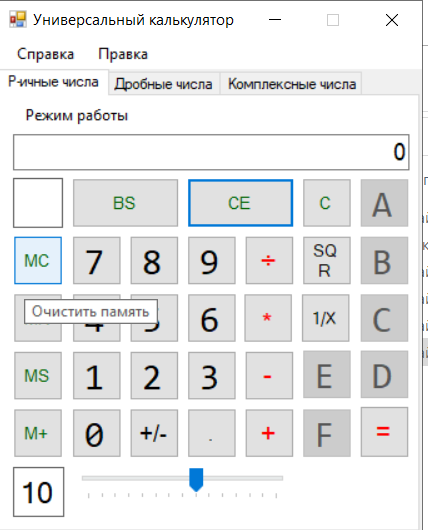 Универсальный калькулятор
Справка Правка
P-ичные числа Дробные числа Комплексные числа
Режим работы
0
BS CE C A
MC 7 8 9 ÷ SQR B
Очистить память 6 * 1/X C
MS 1 2 3 - E D
M+ 0 +/- . + F =
10